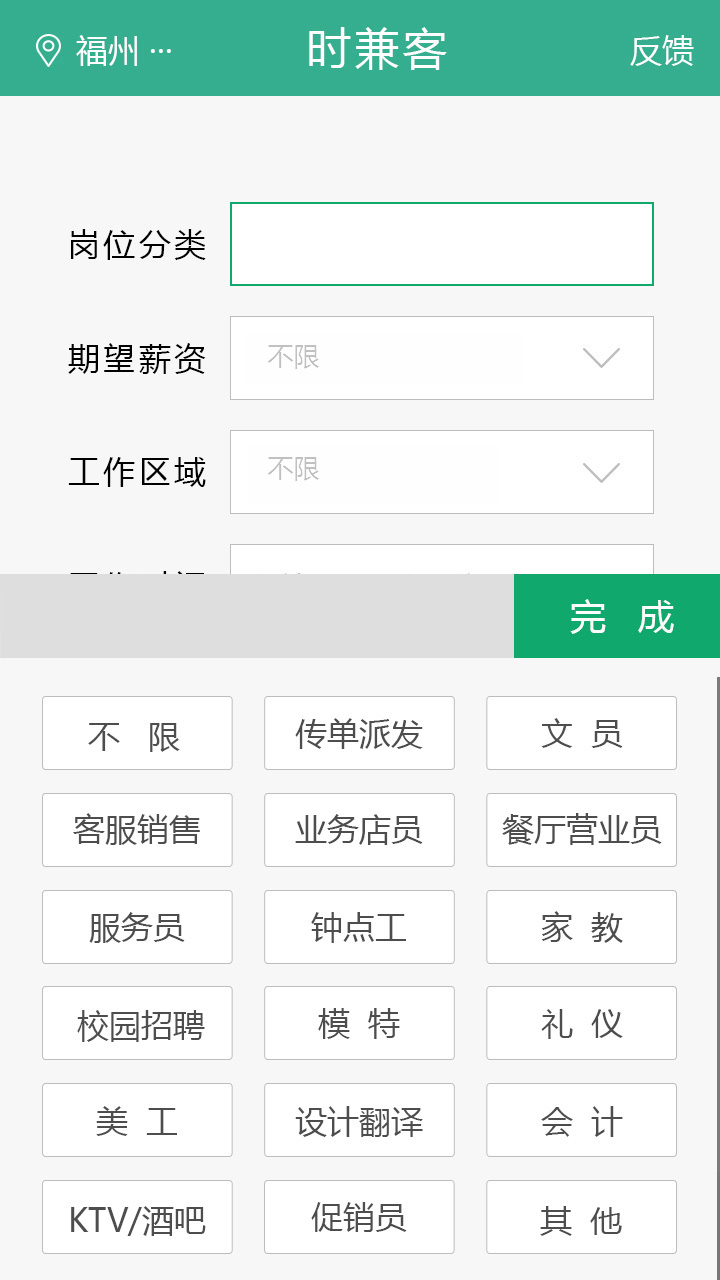 福州 ··· 时兼客 反馈
岗位分类
期望薪资 不限
工作区域 不限
完 成
不 限 传单派发 文 员
客服销售 业务店员 餐厅营业员
服务员 钟点工 家 教
校园招聘 模 特 礼 仪
美 工 设计翻译 会 计
KTV/酒吧 促销员 其 他